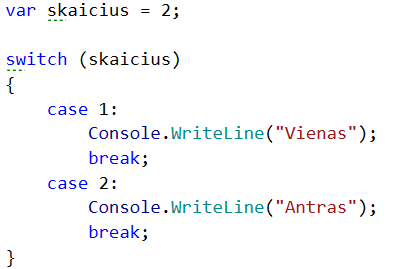 var skaicius = 2;
switch (skaicius)
{
    case 1:
        Console.WriteLine("Vienas");
        break;
    case 2:
        Console.WriteLine("Antras");
        break;
}